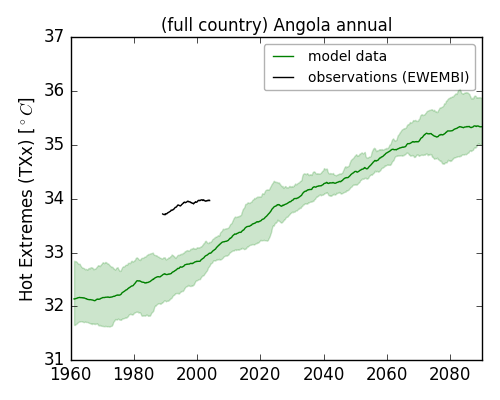 (full country) Angola annual
37
36
35
34
33
32
31
Hot Extremes (TXx) [°C]
model data
observations (EWEMBI)
1960 1980 2000 2020 2040 2060 2080